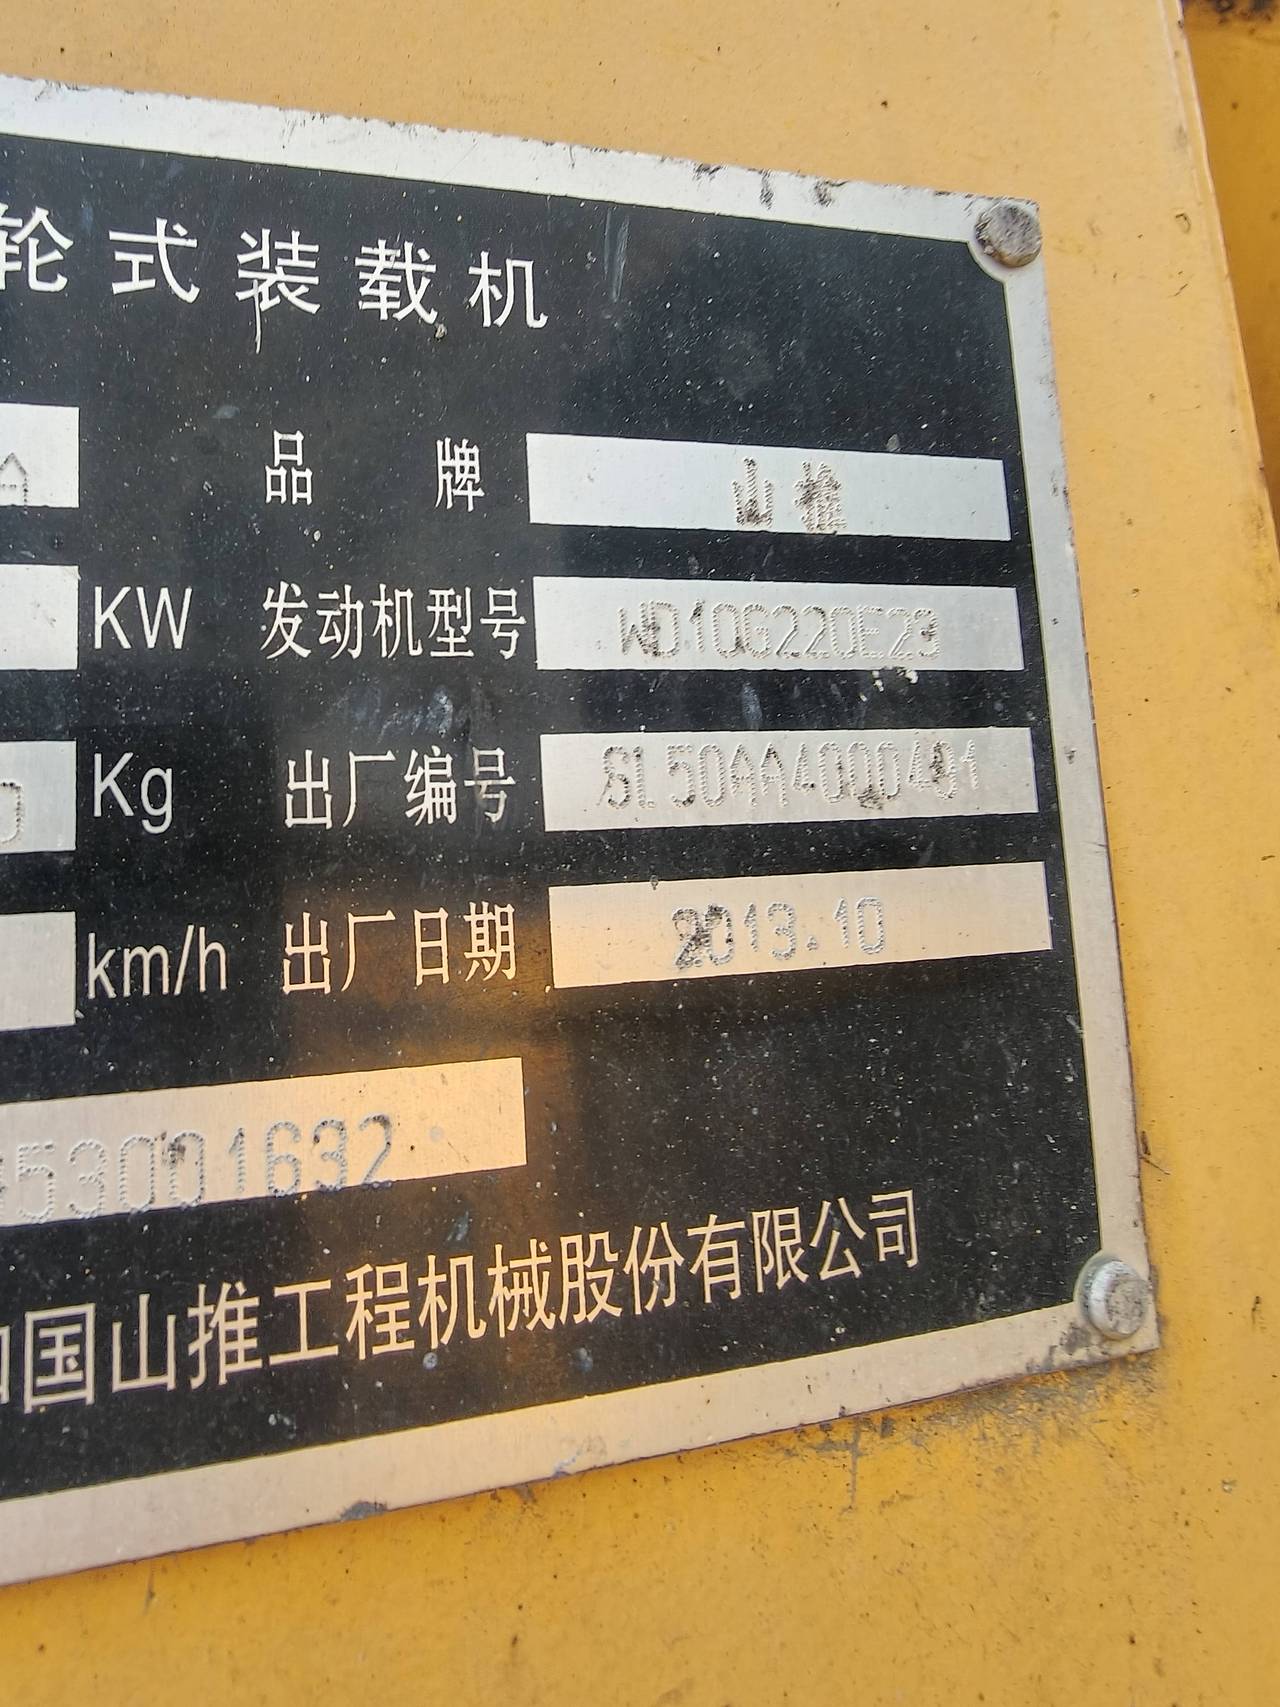 轮式装载机
A 品牌 山推
KW 发动机型号 WD10G220E23
Kg 出厂编号 SL50AA4000401
km/h 出厂日期 2013.10
53001632
中国山推工程机械股份有限公司